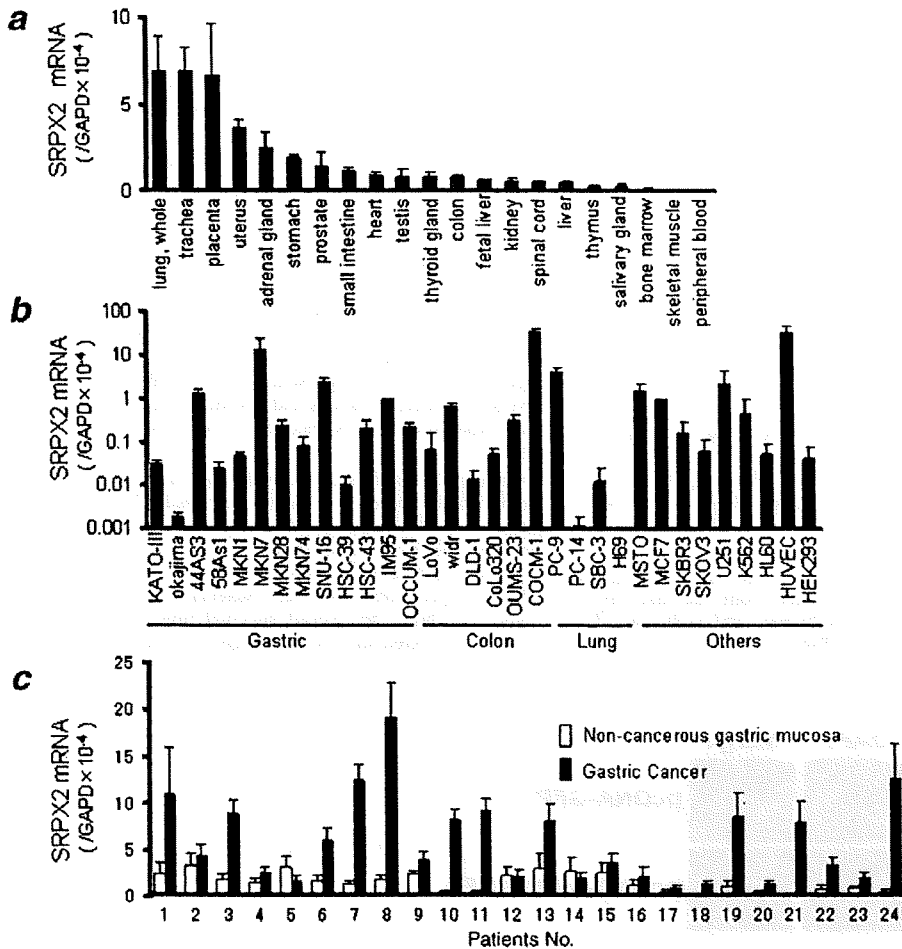 a
SRPX2 mRNA
(/GAPD×10-4)
10
5
0
lung, whole
trachea
placenta
uterus
adrenal gland
stomach
prostate
small intestine
heart
testis
thyroid gland
colon
fetal liver
kidney
spinal cord
liver
thymus
salivary gland
bone marrow
skeletal muscle
peripheral blood
b
SRPX2 mRNA
(/GAPD×10-4)
100
10
1
0.1
0.01
0.001
KATO-III
okajima
44AS3
58As1
MKN1
MKN7
MKN28
MKN74
SNU-16
HSC-39
HSC-43
IM95
OCCUM-1
LoVo
widr
DLD-1
CoLo320
OUMS-23
COCM-1
PC-9
PC-14
SBC-3
H69
MSTO
MCF7
SKBR3
SKOV3
U251
K562
HL60
HUVEC
HEK293
Gastric
Colon
Lung
Others
c
SRPX2 mRNA
(/GAPD×10-4)
25
20
15
10
5
0
Non-cancerous gastric mucosa
Gastric Cancer
1 2 3 4 5 6 7 8 9 10 11 12 13 14 15 16 17 18 19 20 21 22 23 24
Patients No.